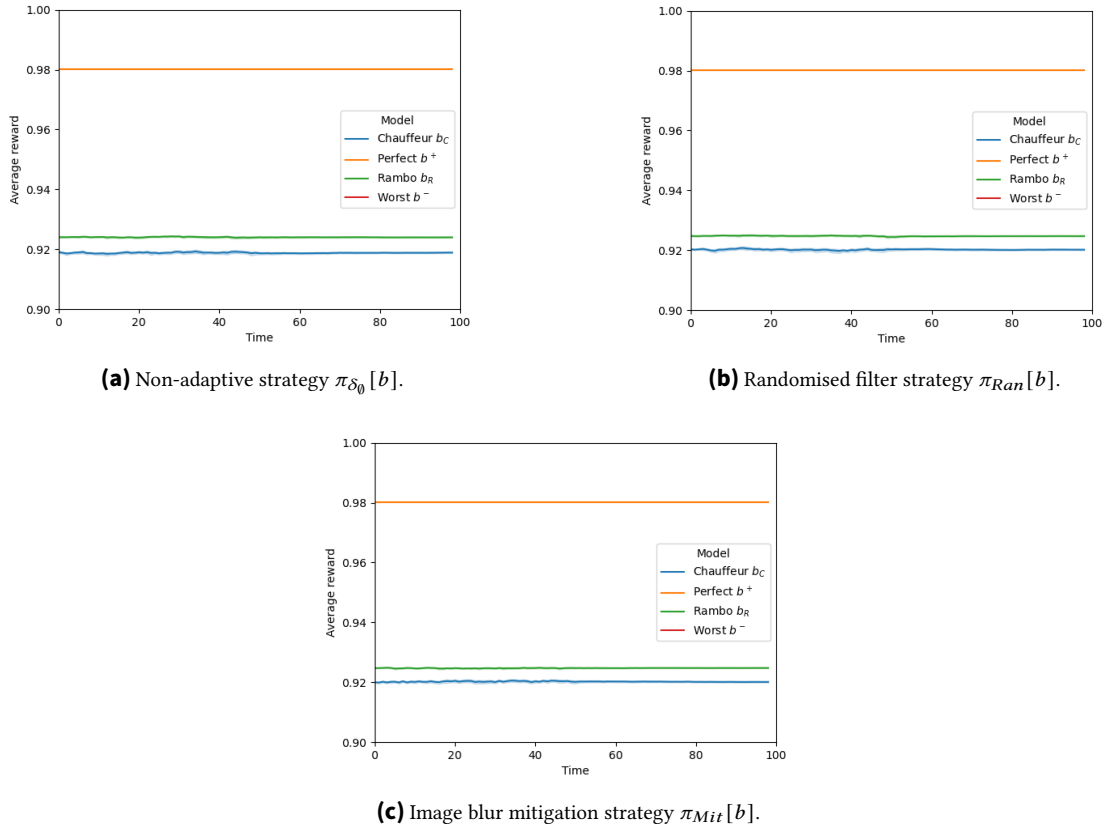 1.00
0.98
0.96
0.94
0.92
0.90
Average reward
Model
Chauffeur b_C
Perfect b^+
Rambo b_R
Worst b^-
0 20 40 60 80 100
Time
(a) Non-adaptive strategy π_{δ_∅}[b].
1.00
0.98
0.96
0.94
0.92
0.90
Average reward
Model
Chauffeur b_C
Perfect b^+
Rambo b_R
Worst b^-
0 20 40 60 80 100
Time
(b) Randomised filter strategy π_{Ran}[b].
1.00
0.98
0.96
0.94
0.92
0.90
Average reward
Model
Chauffeur b_C
Perfect b^+
Rambo b_R
Worst b^-
0 20 40 60 80 100
Time
(c) Image blur mitigation strategy π_{Mit}[b].